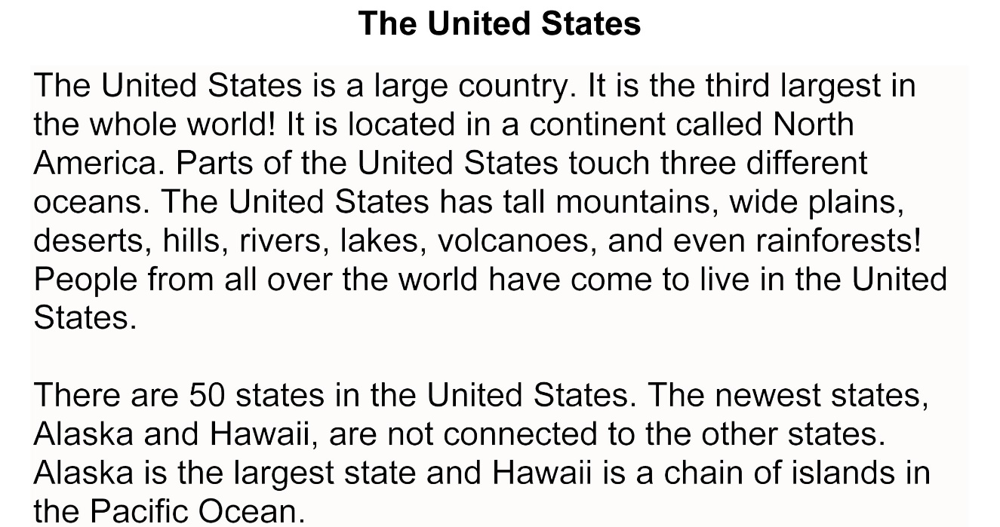 The United States
The United States is a large country. It is the third largest in
the whole world! It is located in a continent called North
America. Parts of the United States touch three different
oceans. The United States has tall mountains, wide plains,
deserts, hills, rivers, lakes, volcanoes, and even rainforests!
People from all over the world have come to live in the United
States.
There are 50 states in the United States. The newest states,
Alaska and Hawaii, are not connected to the other states.
Alaska is the largest state and Hawaii is a chain of islands in
the Pacific Ocean.